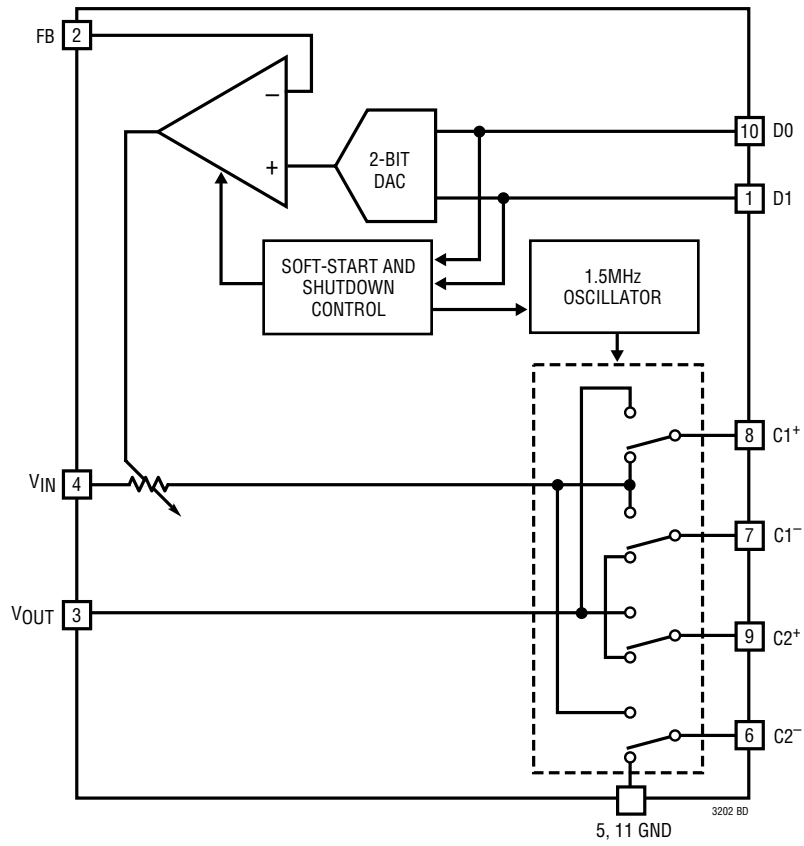 FB 2
−
+
2-BIT
DAC
10 D0
1 D1
SOFT-START AND
SHUTDOWN
CONTROL
1.5MHz
OSCILLATOR
8 C1+
VIN 4
7 C1−
VOUT 3
9 C2+
6 C2−
3202 BD
5, 11 GND